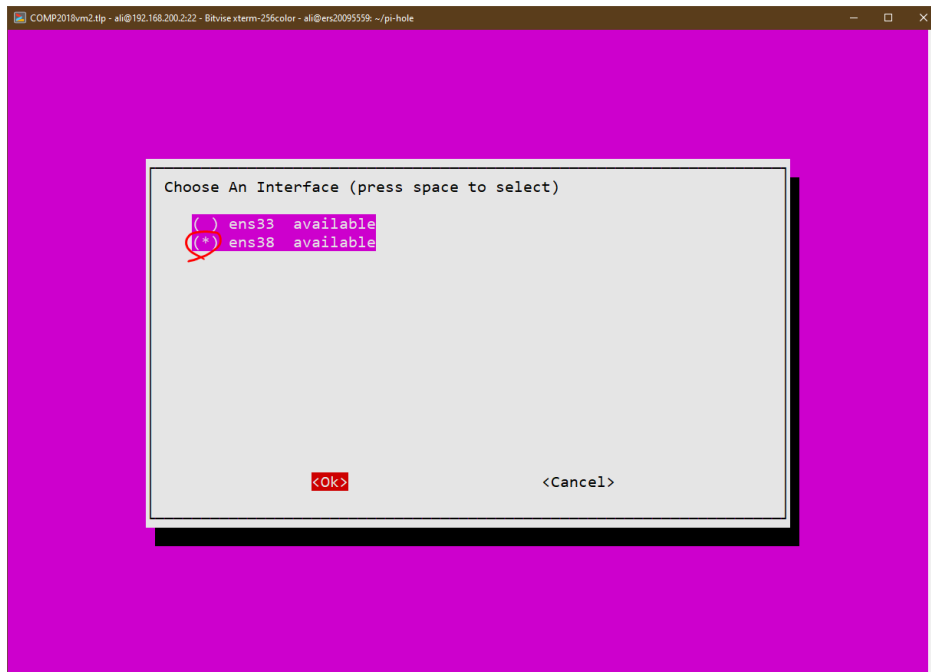 COMP2018vm2.tlp - ali@192.168.200.2:22 - Bitvise xterm-256color - ali@ers20095559: ~/pi-hole
Choose An Interface (press space to select)
( ) ens33  available
(*) ens38  available
<Ok> <Cancel>